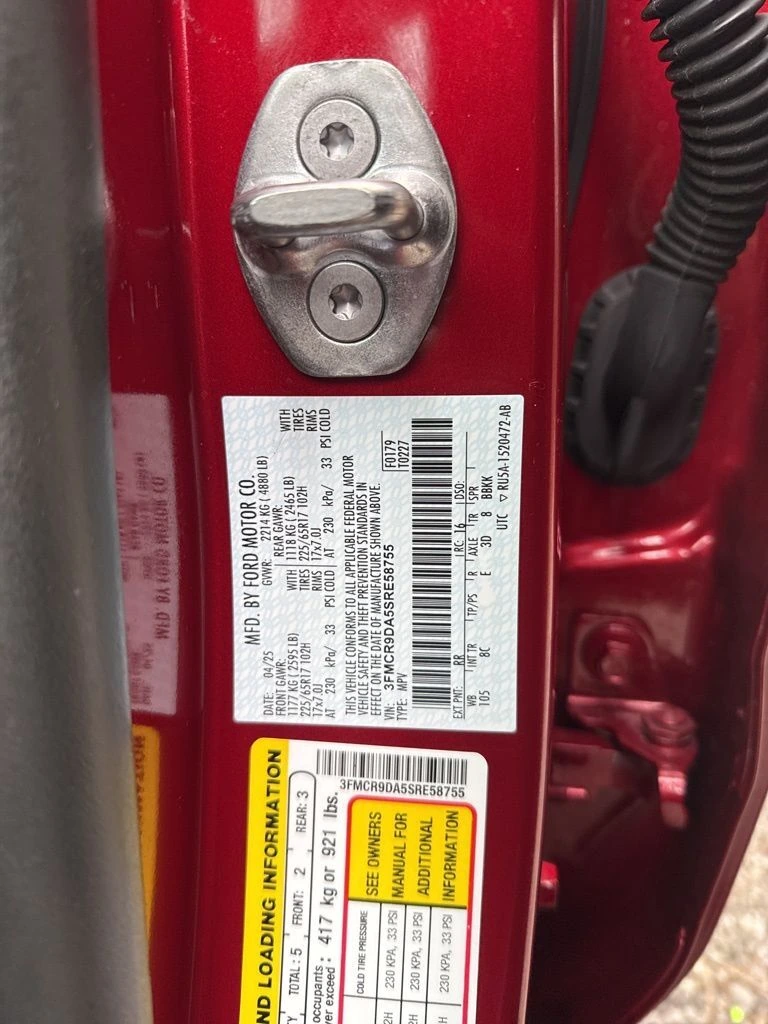 MFD. BY FORD MOTOR CO.
DATE: 04/25 GVWR: 2214 KG ( 4880 LB)
FRONT GAWR: REAR GAWR:
1177 KG ( 2595 LB) WITH 1118 KG ( 2465 LB) WITH
225/65R17 102H TIRES 225/65R17 102H TIRES
17x7.0J RIMS 17x7.0J RIMS
AT 230 kPa/ 33 PSI COLD AT 230 kPa/ 33 PSI COLD
THIS VEHICLE CONFORMS TO ALL APPLICABLE FEDERAL MOTOR
VEHICLE SAFETY AND THEFT PREVENTION STANDARDS IN
EFFECT ON THE DATE OF MANUFACTURE SHOWN ABOVE.
VIN: 3FMCR9DA5SRE58755
TYPE: MPV
F0179
T0227
EXT PNT: RR RC: 16 DSO:
WB INT TR TP/PS R AXLE TR SPR
105 8C E 3D 8 BBKK
UTC ▽ RU5A-1520472-AB
ND LOADING INFORMATION
TY TOTAL : 5 FRONT: 2 REAR: 3
occupants
ver exceed : 417 kg or 921 lbs.
3FMCR9DA5SRE58755
COLD TIRE PRESSURE
2H 230 KPA, 33 PSI
2H 230 KPA, 33 PSI
H 230 KPA, 33 PSI
SEE OWNERS
MANUAL FOR
ADDITIONAL
INFORMATION